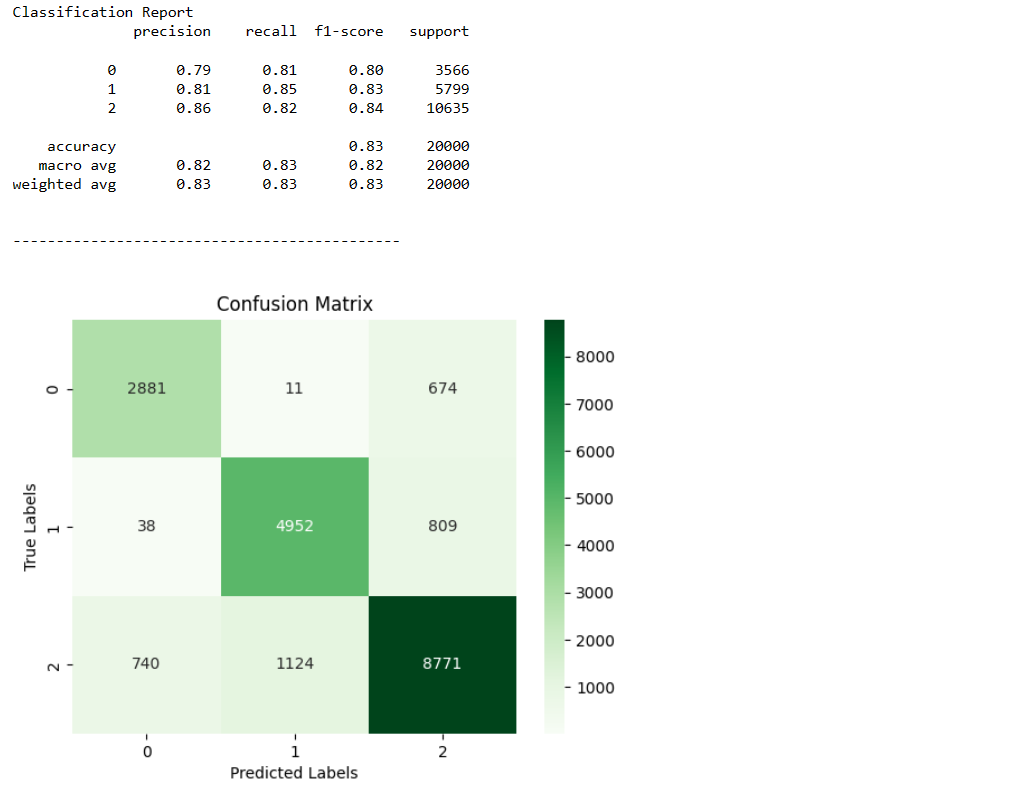 Classification Report
precision recall f1-score support
0 0.79 0.81 0.80 3566
1 0.81 0.85 0.83 5799
2 0.86 0.82 0.84 10635
accuracy 0.83 20000
macro avg 0.82 0.83 0.82 20000
weighted avg 0.83 0.83 0.83 20000
---------------------------------------------
Confusion Matrix
True Labels
0 2881 11 674
1 38 4952 809
2 740 1124 8771
0 1 2
Predicted Labels
8000
7000
6000
5000
4000
3000
2000
1000